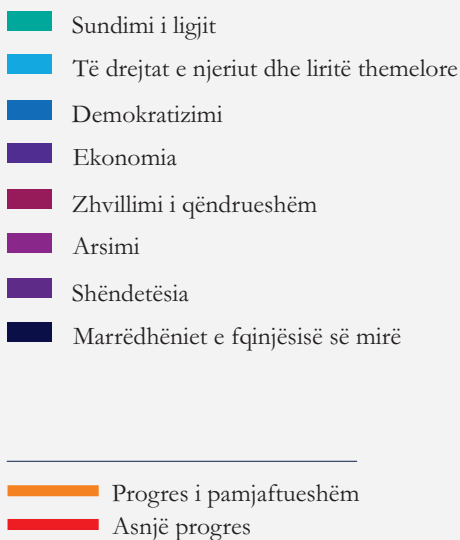 Sundimi i ligjit
Të drejtat e njeriut dhe liritë themelore
Demokratizimi
Ekonomia
Zhvillimi i qëndrueshëm
Arsimi
Shëndetësia
Marrëdhëniet e fqinjësisë së mirë
Progres i pamjaftueshëm
Asnjë progres